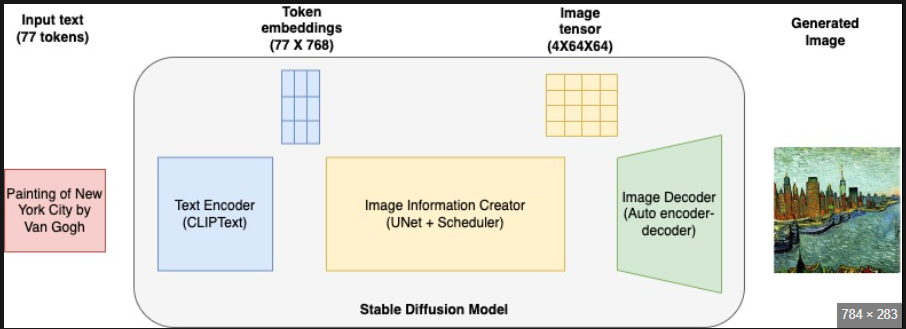 Input text
(77 tokens)
Token
embeddings
(77 X 768)
Image
tensor
(4X64X64)
Generated
Image
Painting of New
York City by
Van Gogh
Text Encoder
(CLIPText)
Image Information Creator
(UNet + Scheduler)
Image Decoder
(Auto encoder-
decoder)
Stable Diffusion Model
784 × 283